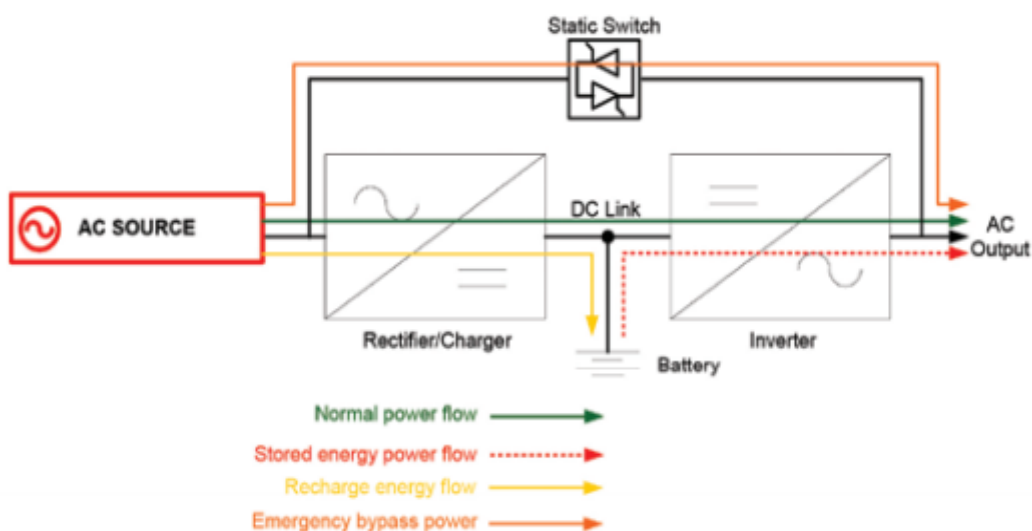 Static Switch
AC SOURCE
DC Link
AC
Output
Rectifier/Charger
Inverter
Battery
Normal power flow
Stored energy power flow
Recharge energy flow
Emergency bypass power